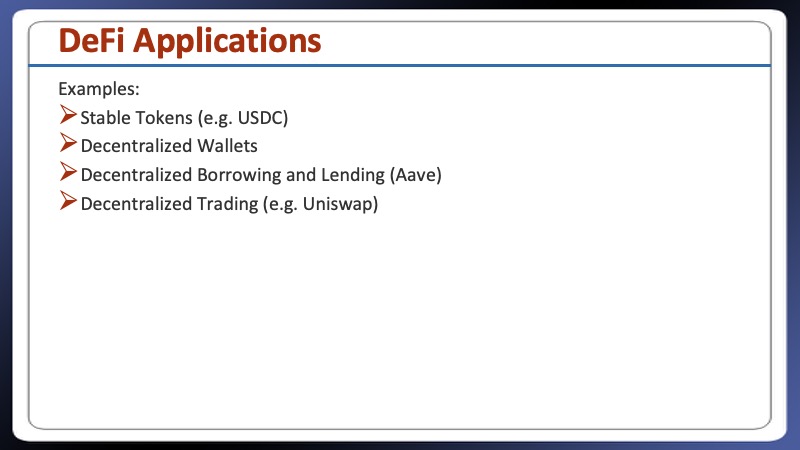 DeFi Applications
Examples:
Stable Tokens (e.g. USDC)
Decentralized Wallets
Decentralized Borrowing and Lending (Aave)
Decentralized Trading (e.g. Uniswap)